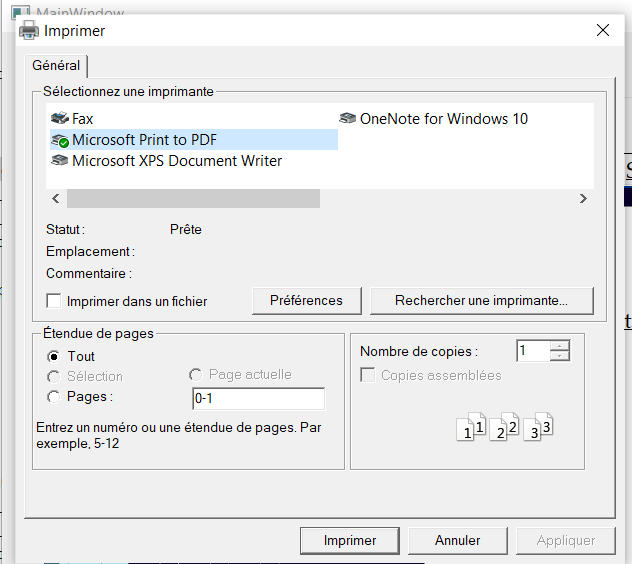 MainWindow
Imprimer
Général
Sélectionnez une imprimante
Fax
OneNote for Windows 10
Microsoft Print to PDF
Microsoft XPS Document Writer
Statut : Prête
Emplacement :
Commentaire :
Imprimer dans un fichier
Préférences
Rechercher une imprimante...
Étendue de pages
Tout
Sélection
Page actuelle
Pages :
0-1
Entrez un numéro ou une étendue de pages. Par
exemple, 5-12
Nombre de copies :
1
Copies assemblées
1 1 2 2 3 3
Imprimer
Annuler
Appliquer